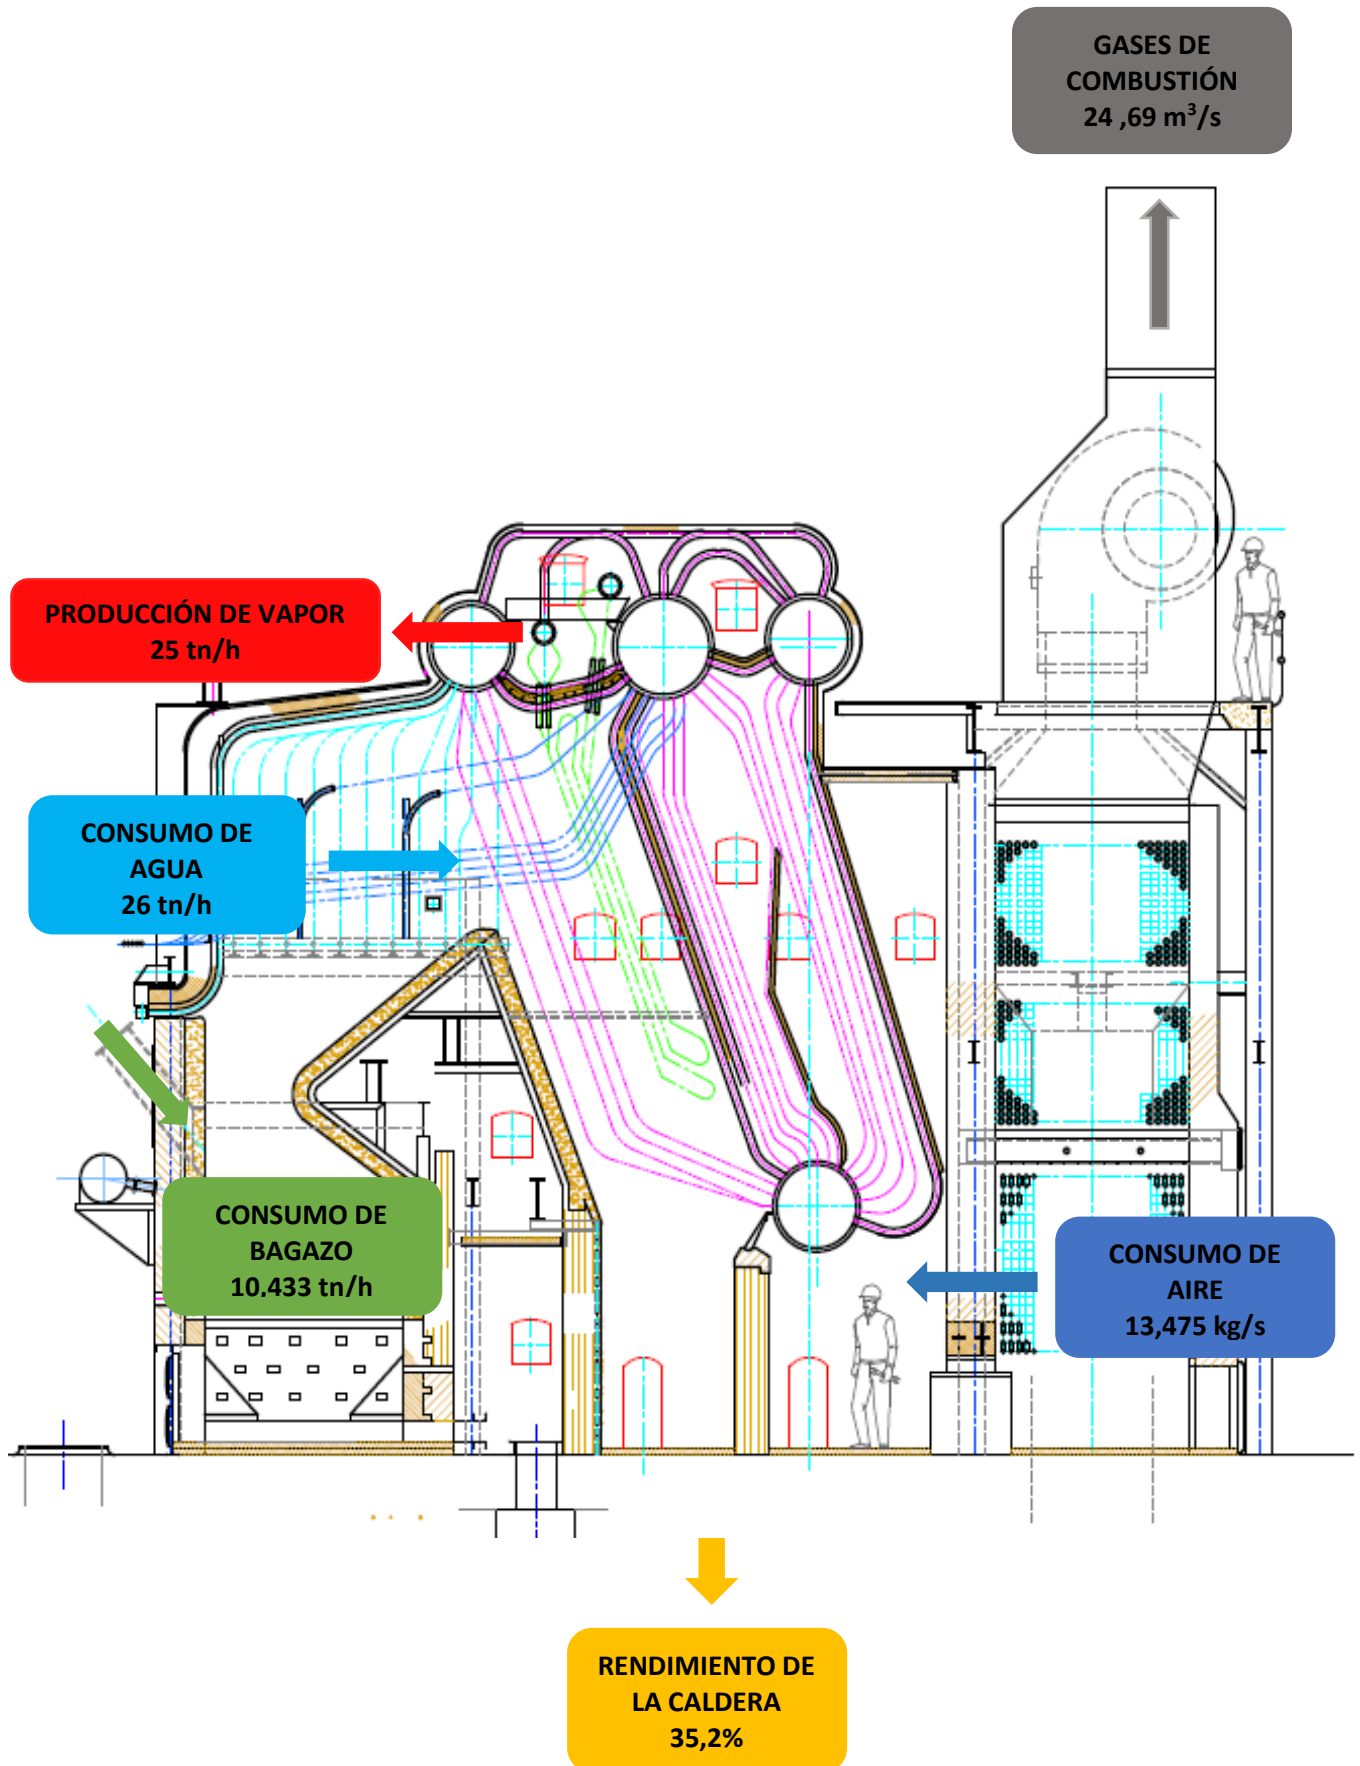 GASES DE
COMBUSTIÓN
24 ,69 m³/s
PRODUCCIÓN DE VAPOR
25 tn/h
CONSUMO DE
AGUA
26 tn/h
CONSUMO DE
BAGAZO
10.433 tn/h
CONSUMO DE
AIRE
13,475 kg/s
RENDIMIENTO DE
LA CALDERA
35,2%